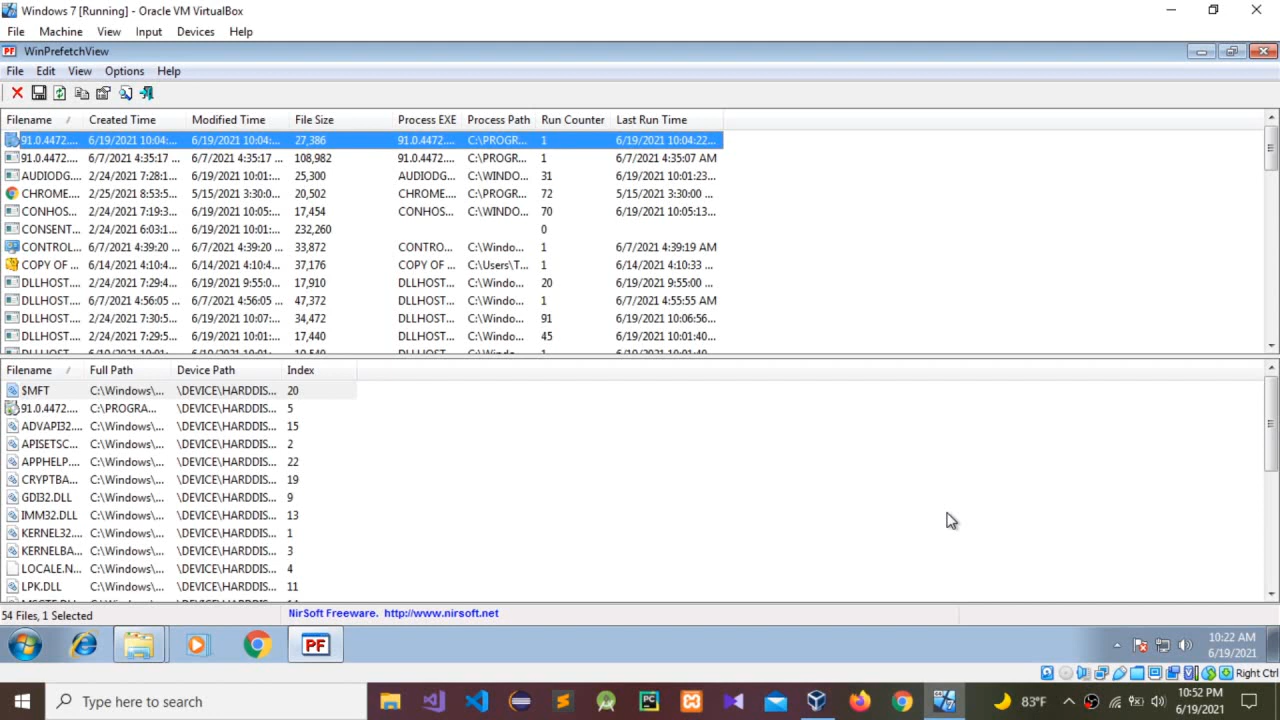 Windows 7 [Running] - Oracle VM VirtualBox
File Machine View Input Devices Help
PF WinPrefetchView
File Edit View Options Help
Filename / Created Time Modified Time File Size Process EXE Process Path Run Counter Last Run Time
91.0.4472.... 6/19/2021 10:04:... 6/19/2021 10:04:... 27,386 91.0.4472.... C:\PROGR... 1 6/19/2021 10:04:22...
91.0.4472.... 6/7/2021 4:35:17 ... 6/7/2021 4:35:17 ... 108,982 91.0.4472.... C:\PROGR... 1 6/7/2021 4:35:07 AM
AUDIODG.... 2/24/2021 7:28:1... 6/19/2021 10:01:... 25,300 AUDIODG.... C:\WINDO... 31 6/19/2021 10:01:23...
CHROME.... 2/25/2021 8:53:5... 5/15/2021 3:30:0... 20,502 CHROME.... C:\PROGR... 72 5/15/2021 3:30:00 ...
CONHOS... 2/24/2021 7:19:3... 6/19/2021 10:05:... 17,454 CONHOS... C:\WINDO... 70 6/19/2021 10:05:13...
CONSENT.... 2/24/2021 6:03:1... 6/19/2021 10:01:... 232,260 0
CONTROL... 6/7/2021 4:39:20 ... 6/7/2021 4:39:20 ... 33,872 CONTRO... C:\Windo... 1 6/7/2021 4:39:19 AM
COPY OF ... 6/14/2021 4:10:4... 6/14/2021 4:10:4... 37,176 COPY OF ... C:\Users\T... 1 6/14/2021 4:10:33 ...
DLLHOST.... 2/24/2021 7:29:4... 6/19/2021 9:55:0... 17,910 DLLHOST.... C:\Windo... 20 6/19/2021 9:55:00 ...
DLLHOST.... 6/7/2021 4:56:05 ... 6/7/2021 4:56:05 ... 47,372 DLLHOST.... C:\Windo... 1 6/7/2021 4:55:55 AM
DLLHOST.... 2/24/2021 7:30:5... 6/19/2021 10:07:... 34,472 DLLHOST.... C:\Windo... 91 6/19/2021 10:06:56...
DLLHOST.... 2/24/2021 7:29:5... 6/19/2021 10:01:... 17,440 DLLHOST.... C:\Windo... 45 6/19/2021 10:01:40...
Filename / Full Path Device Path Index
$MFT C:\Windows\... \DEVICE\HARDDIS... 20
91.0.4472.... C:\PROGRA... \DEVICE\HARDDIS... 5
ADVAPI32.... C:\Windows\... \DEVICE\HARDDIS... 15
APISETSC... C:\Windows\... \DEVICE\HARDDIS... 2
APPHELP.... C:\Windows\... \DEVICE\HARDDIS... 22
CRYPTBA... C:\Windows\... \DEVICE\HARDDIS... 19
GDI32.DLL C:\Windows\... \DEVICE\HARDDIS... 9
IMM32.DLL C:\Windows\... \DEVICE\HARDDIS... 13
KERNEL32.... C:\Windows\... \DEVICE\HARDDIS... 1
KERNELBA... C:\Windows\... \DEVICE\HARDDIS... 3
LOCALE.N... C:\Windows\... \DEVICE\HARDDIS... 4
LPK.DLL C:\Windows\... \DEVICE\HARDDIS... 11
54 Files, 1 Selected NirSoft Freeware. http://www.nirsoft.net
PF
10:22 AM
6/19/2021
Right Ctrl
Type here to search
PC
83°F
10:52 PM
6/19/2021